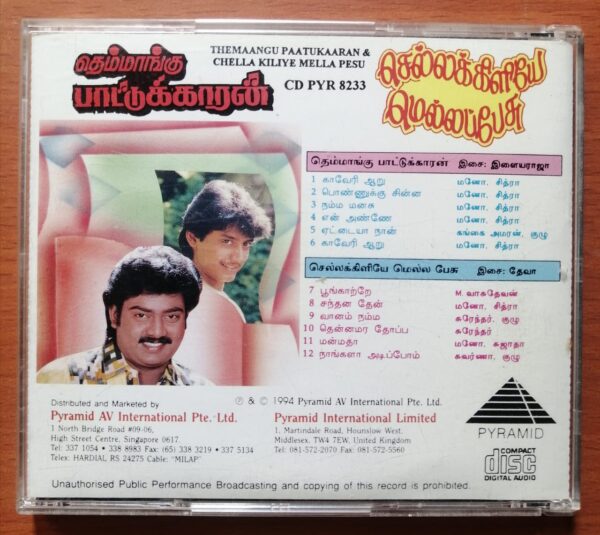 தெம்மாங்கு
பாட்டுக்காரன்
THEMAANGU PAATUKAARAN &
CHELLA KILIYE MELLA PESU
CD PYR 8233
செல்லக்கிளியே
மெல்லப்பேசு
தெம்மாங்கு பாட்டுக்காரன் இசை: இளையராஜா
1 காவேரி ஆறு மனோ, சித்ரா
2 பொண்ணுக்கு சின்ன மனோ, சித்ரா
3 நம்ம மனசு மனோ, சித்ரா
4 என் அண்ணே மனோ, சித்ரா
5 ஏட்டையா நான் கங்கை அமரன், குழு
6 காவேரி ஆறு மனோ, சித்ரா
செல்லக்கிளியே மெல்ல பேசு இசை: தேவா
7 பூங்காற்றே M. வாசுதேவன்
8 சந்தன தேன் மனோ, சித்ரா
9 வானம் நம்ம சுரேந்தர், குழு
10 தென்னமர தோப்ப சுரேந்தர்
11 மன்மதா மனோ, சுஜாதா
12 நாங்களா அடிப்போம் சுவர்ணா, குழு
Distributed and Marketed by
Pyramid AV International Pte. Ltd.
1 North Bridge Road #09-06,
High Street Centre, Singapore 0617.
Tel: 337 1054 • 338 8983 Fax: (65) 338 3219 • 337 5134
Telex: HARDIAL RS 24275 Cable: "MILAP"
℗ & © 1994 Pyramid AV International Pte. Ltd.
Pyramid International Limited
1. Martindale Road, Hounslow West.
Middlesex, TW4 7EW, United Kingdom
Tel: 081-572-2070 Fax: 081-572-5560
PYRAMID
COMPACT
disc
DIGITAL AUDIO
Unauthorised Public Performance Broadcasting and copying of this record is prohibited.